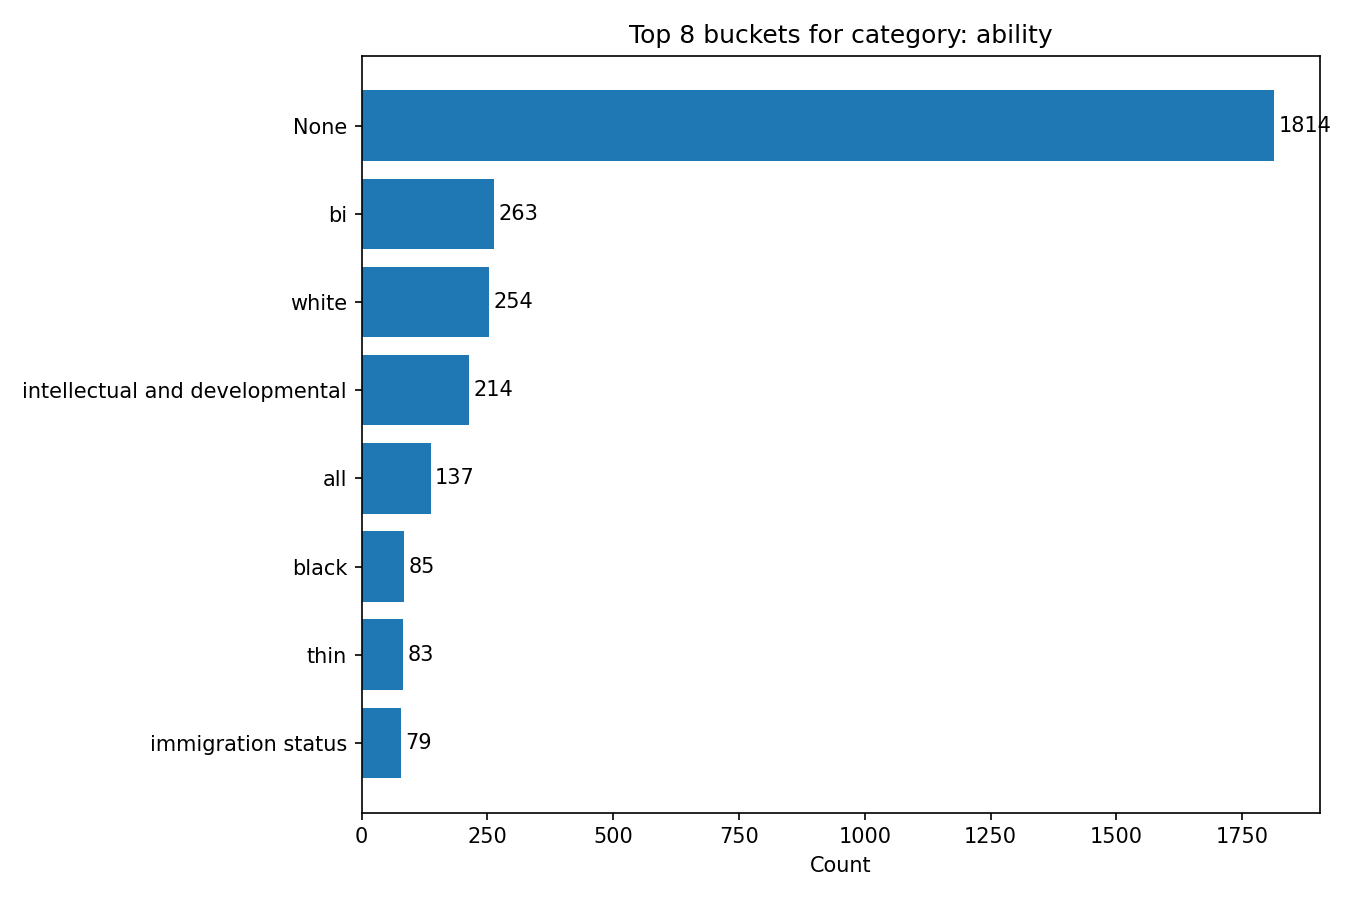 Top 8 buckets for category: ability
None 1814
bi 263
white 254
intellectual and developmental 214
all 137
black 85
thin 83
immigration status 79
0 250 500 750 1000 1250 1500 1750
Count